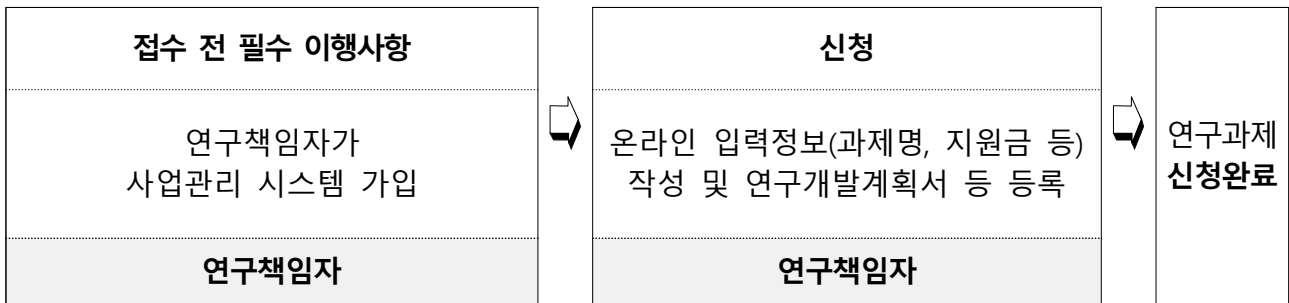 접수 전 필수 이행사항
연구책임자가
사업관리 시스템 가입
연구책임자
신청
온라인 입력정보(과제명, 지원금 등)
작성 및 연구개발계획서 등 등록
연구책임자
연구과제
신청완료